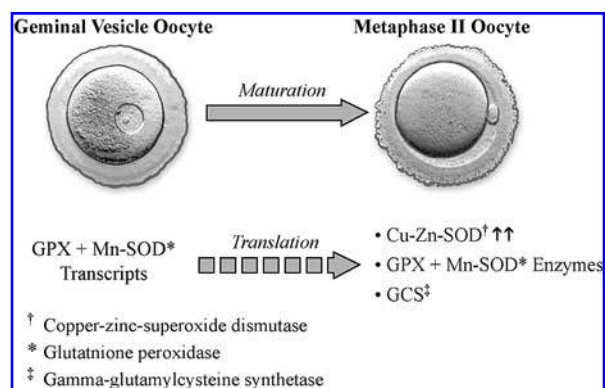 Geminal Vesicle Oocyte
Metaphase II Oocyte
Maturation
GPX + Mn-SOD*
Transcripts
Translation
• Cu-Zn-SOD† ↑↑
• GPX + Mn-SOD* Enzymes
• GCS‡
† Copper-zinc-superoxide dismutase
* Glutatnione peroxidase
‡ Gamma-glutamylcysteine synthetase